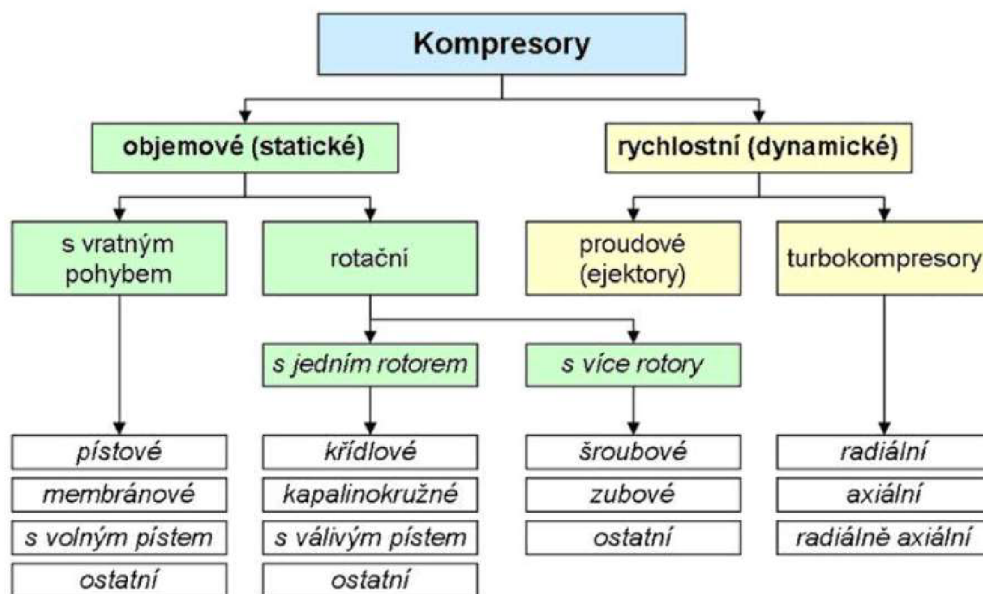 Kompresory
objemové (statické)
rychlostní (dynamické)
s vratným
pohybem
rotační
proudové
(ejektory)
turbokompresory
s jedním rotorem
s více rotory
pístové
křídlové
šroubové
radiální
membránové
kapalinokružné
zubové
axiální
s volným pístem
s válivým pístem
ostatní
radiálně axiální
ostatní
ostatní